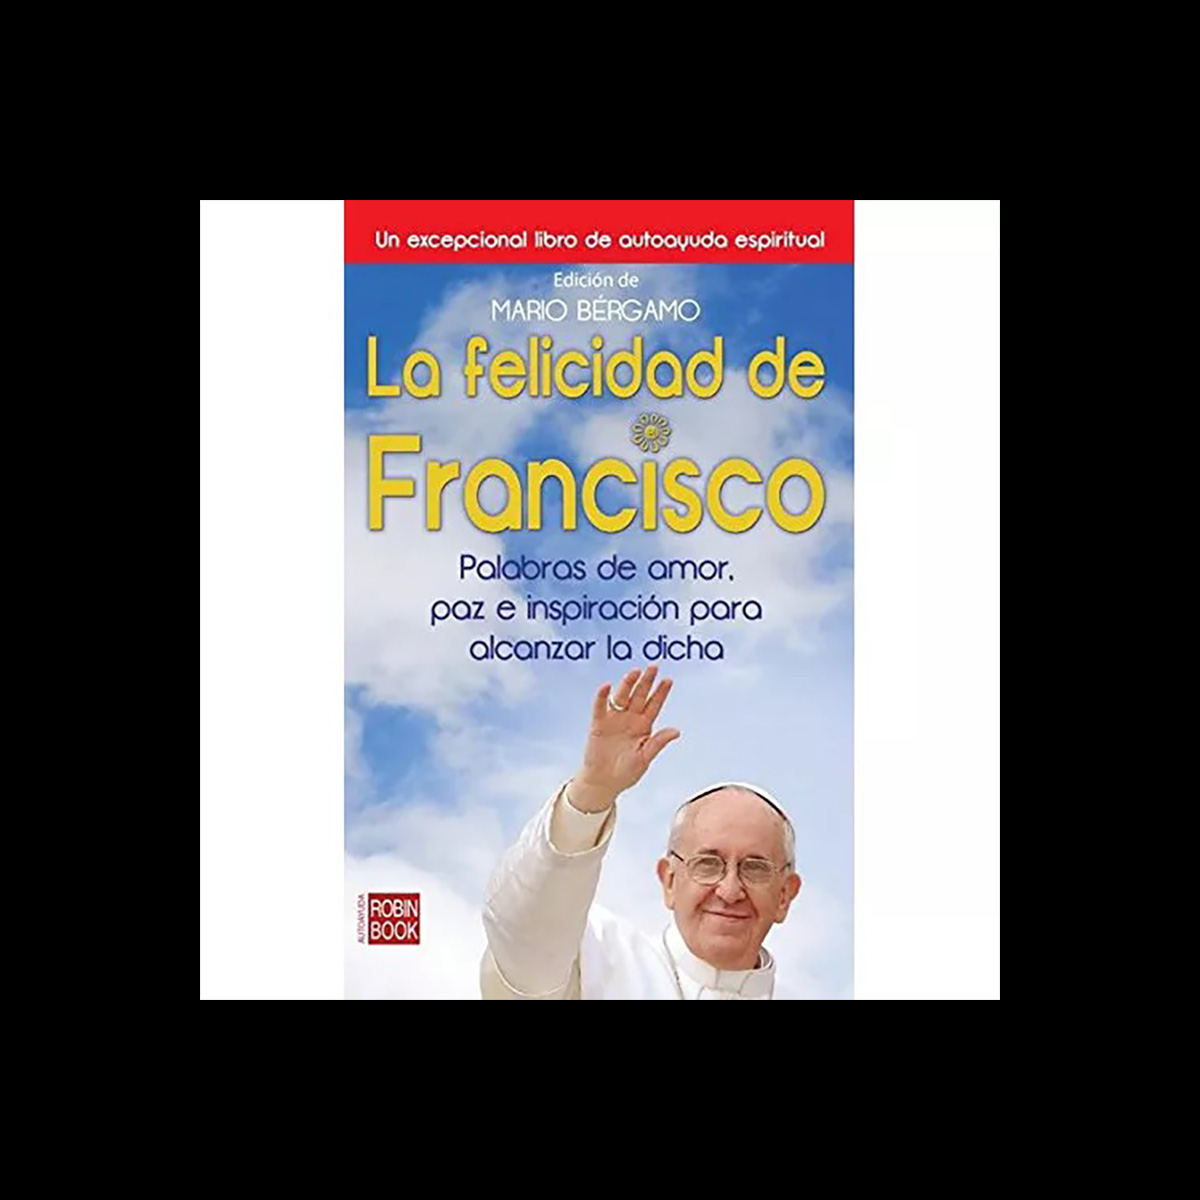 Un excepcional libro de autoayuda espiritual
Edición de
MARIO BÉRGAMO
La felicidad de
Francisco
Palabras de amor,
paz e inspiración para
alcanzar la dicha
AUTOAYUDA
ROBIN
BOOK